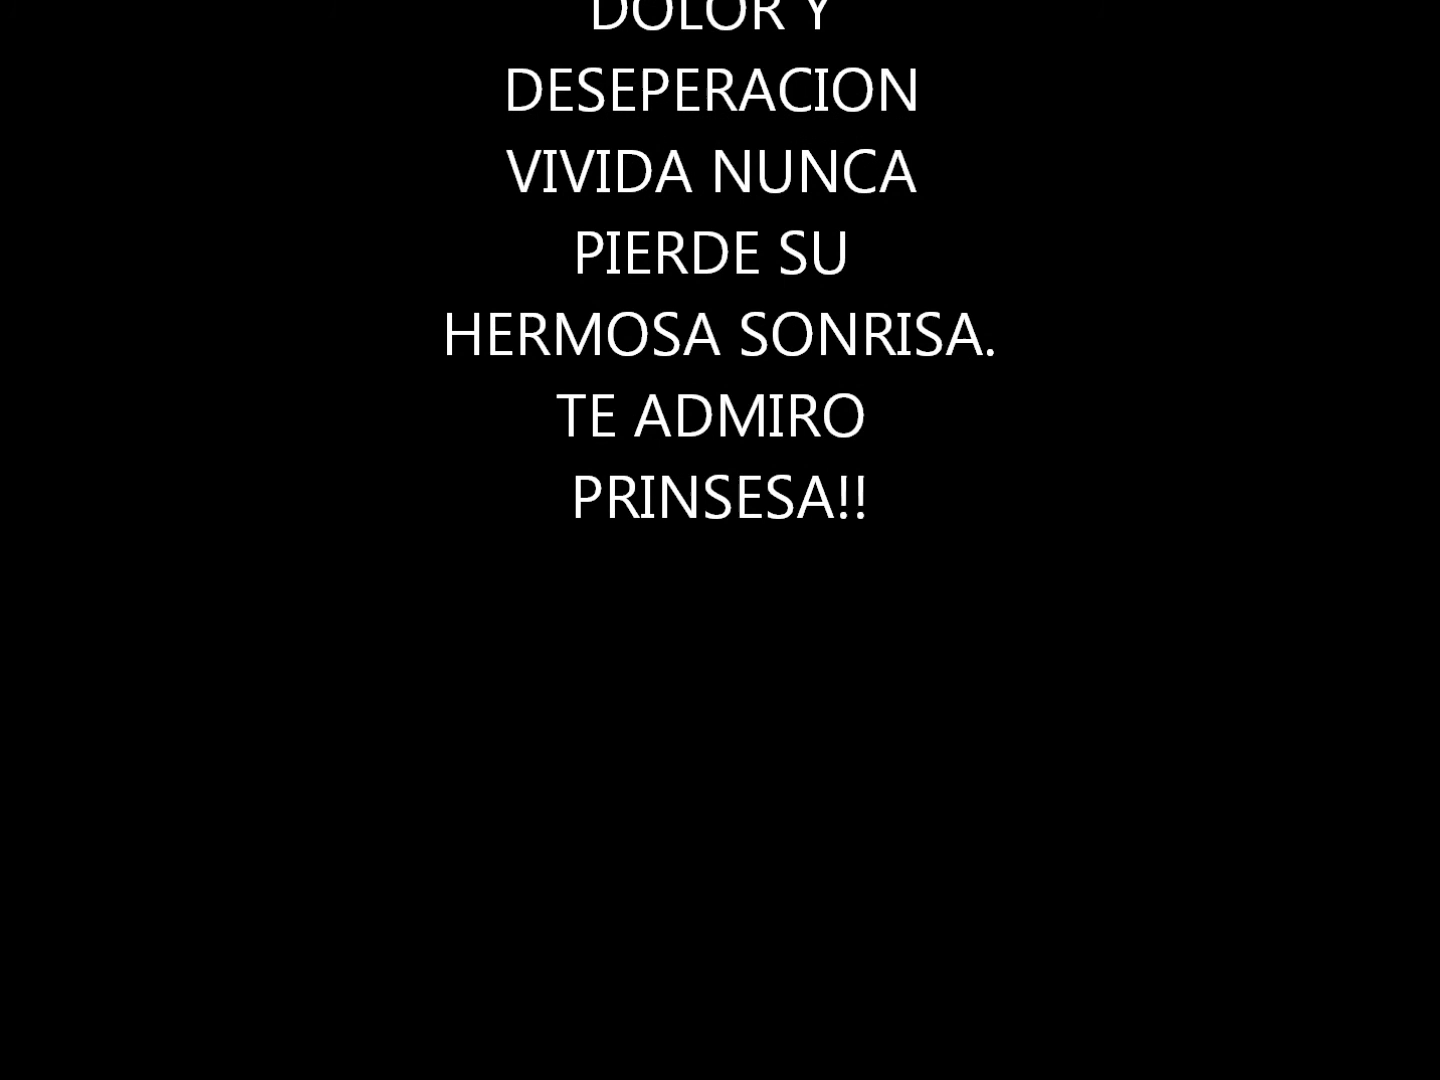 DOLOR Y
DESEPERACION
VIVIDA NUNCA
PIERDE SU
HERMOSA SONRISA.
TE ADMIRO
PRINSESA!!